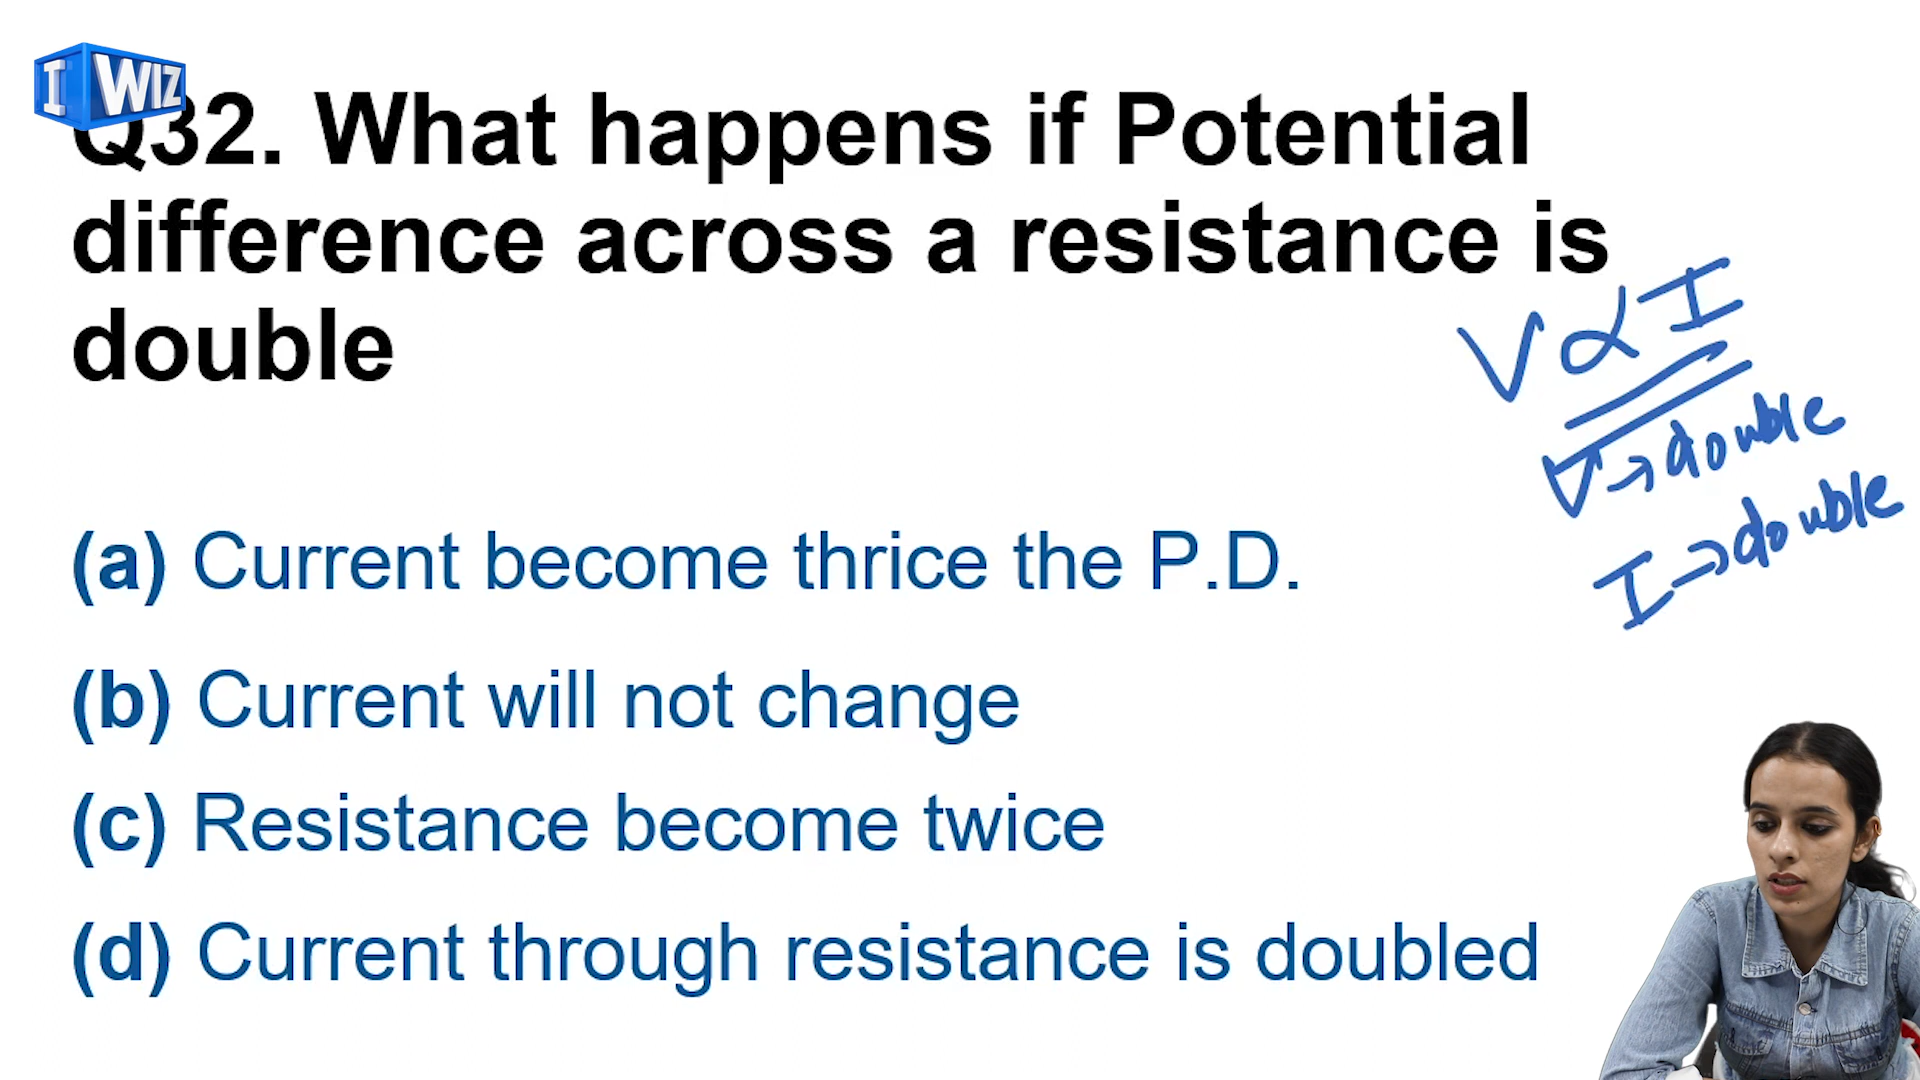 I WIZ
Q32. What happens if Potential
difference across a resistance is
double
V ∝ I
V → double
I → double
(a) Current become thrice the P.D.
(b) Current will not change
(c) Resistance become twice
(d) Current through resistance is doubled